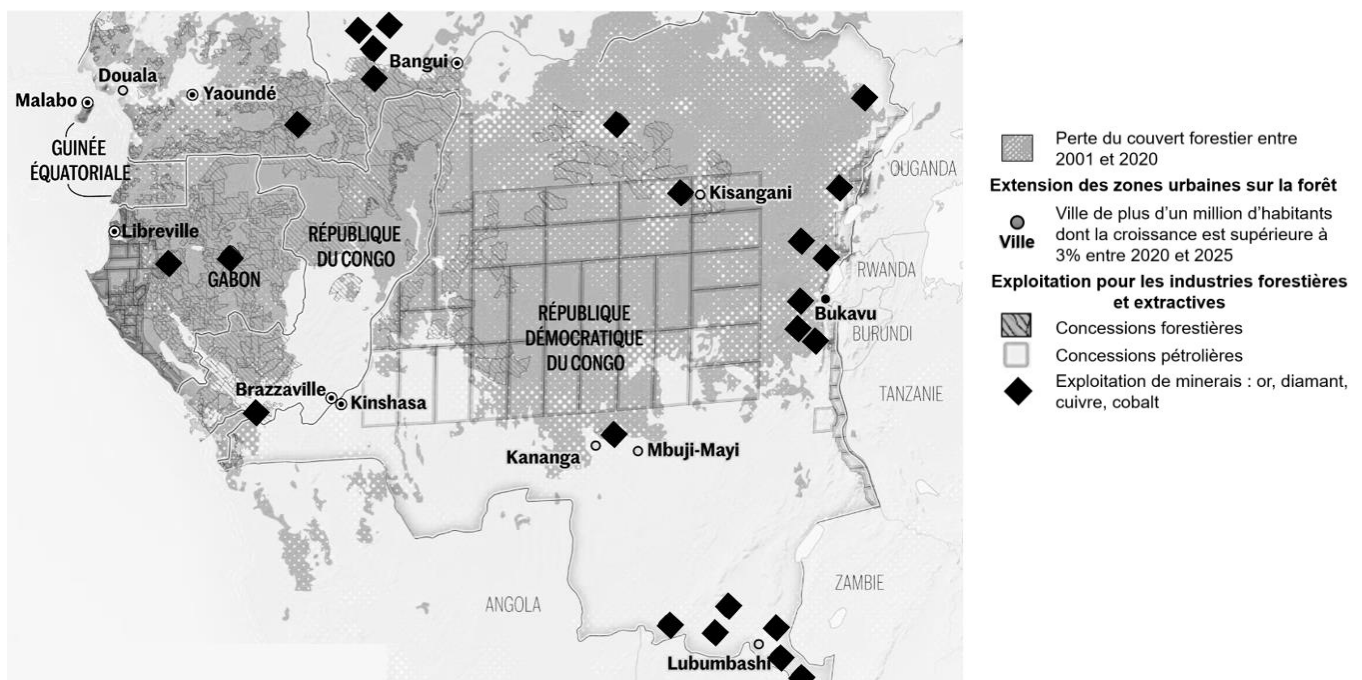 Bangui
Douala
Yaoundé
Malabo
GUINÉE
ÉQUATORIALE
OUGANDA
Kisangani
Libreville
RÉPUBLIQUE
DU CONGO
GABON
RWANDA
Bukavu
RÉPUBLIQUE
DÉMOCRATIQUE
DU CONGO
BURUNDI
TANZANIE
Brazzaville
Kinshasa
Kananga
Mbuji-Mayi
ANGOLA
ZAMBIE
Lubumbashi
Perte du couvert forestier entre
2001 et 2020
Extension des zones urbaines sur la forêt
Ville
Ville de plus d’un million d’habitants
dont la croissance est supérieure à
3% entre 2020 et 2025
Exploitation pour les industries forestières
et extractives
Concessions forestières
Concessions pétrolières
Exploitation de minerais : or, diamant,
cuivre, cobalt